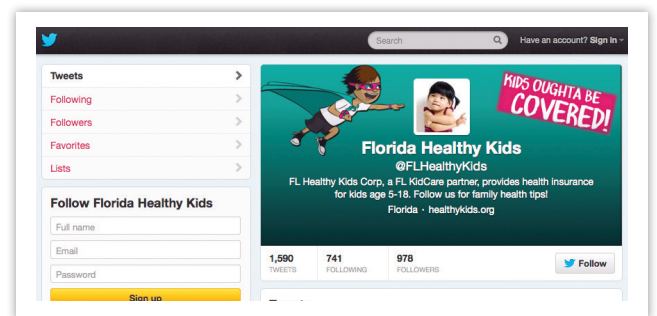 Search
Have an account? Sign in
Tweets
Following
Followers
Favorites
Lists
Follow Florida Healthy Kids
Full name
Email
Password
Sign up
KIDS OUGHTA BE
COVERED!
Florida Healthy Kids
@FLHealthyKids
FL Healthy Kids Corp, a FL KidCare partner, provides health insurance
for kids age 5-18. Follow us for family health tips!
Florida · healthykids.org
1,590
TWEETS
741
FOLLOWING
978
FOLLOWERS
Follow